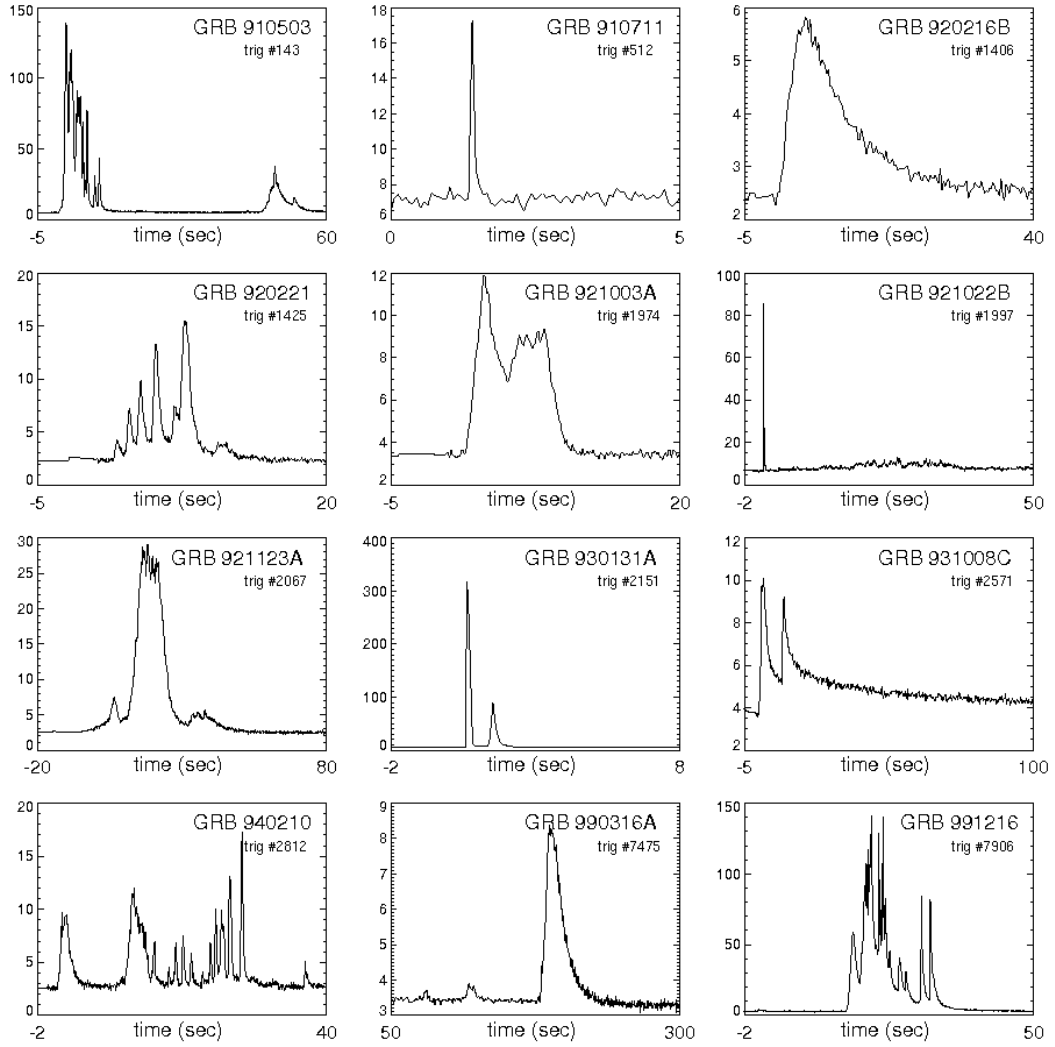 GRB 910503
trig #143
150
100
50
0
-5
time (sec)
60
GRB 910711
trig #512
18
16
14
12
10
8
6
0
time (sec)
5
GRB 920216B
trig #1406
6
5
4
3
2
-5
time (sec)
40
GRB 920221
trig #1425
20
15
10
5
0
-5
time (sec)
20
GRB 921003A
trig #1974
12
10
8
6
4
2
-5
time (sec)
20
GRB 921022B
trig #1997
100
80
60
40
20
0
-2
time (sec)
50
GRB 921123A
trig #2067
30
25
20
15
10
5
0
-20
time (sec)
80
GRB 930131A
trig #2151
400
300
200
100
0
-2
time (sec)
8
GRB 931008C
trig #2571
12
10
8
6
4
2
-5
time (sec)
100
GRB 940210
trig #2812
20
15
10
5
0
-2
time (sec)
40
GRB 990316A
trig #7475
9
8
7
6
5
4
3
50
time (sec)
300
GRB 991216
trig #7906
150
100
50
0
-2
time (sec)
50